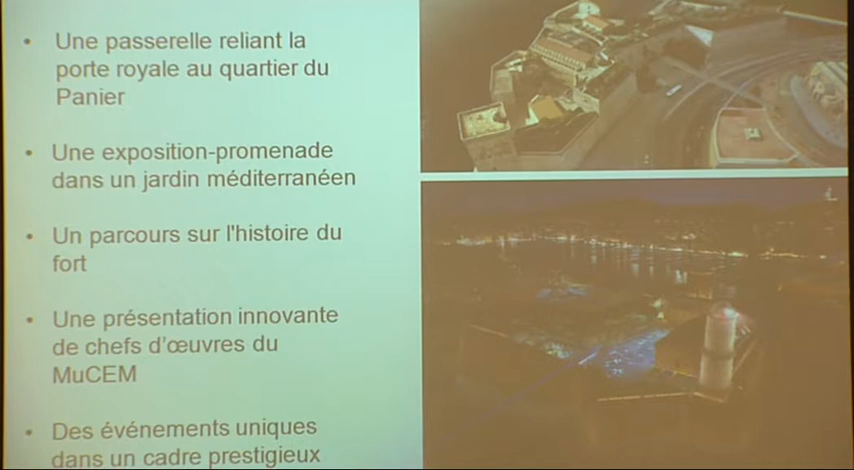 • Une passerelle reliant la
porte royale au quartier du
Panier
• Une exposition-promenade
dans un jardin méditerranéen
• Un parcours sur l'histoire du
fort
• Une présentation innovante
de chefs d'œuvres du
MuCEM
• Des événements uniques
dans un cadre prestigieux